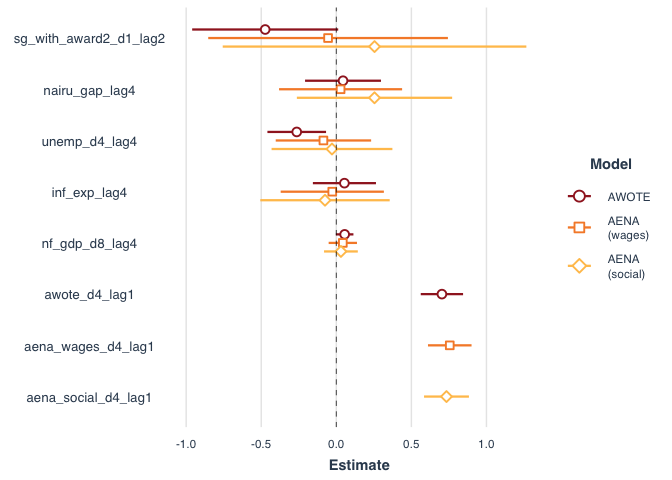 sg_with_award2_d1_lag2
nairu_gap_lag4
unemp_d4_lag4
inf_exp_lag4
nf_gdp_d8_lag4
awote_d4_lag1
aena_wages_d4_lag1
aena_social_d4_lag1
-1.0 -0.5 0.0 0.5 1.0
Estimate
Model
AWOTE
AENA
(wages)
AENA
(social)